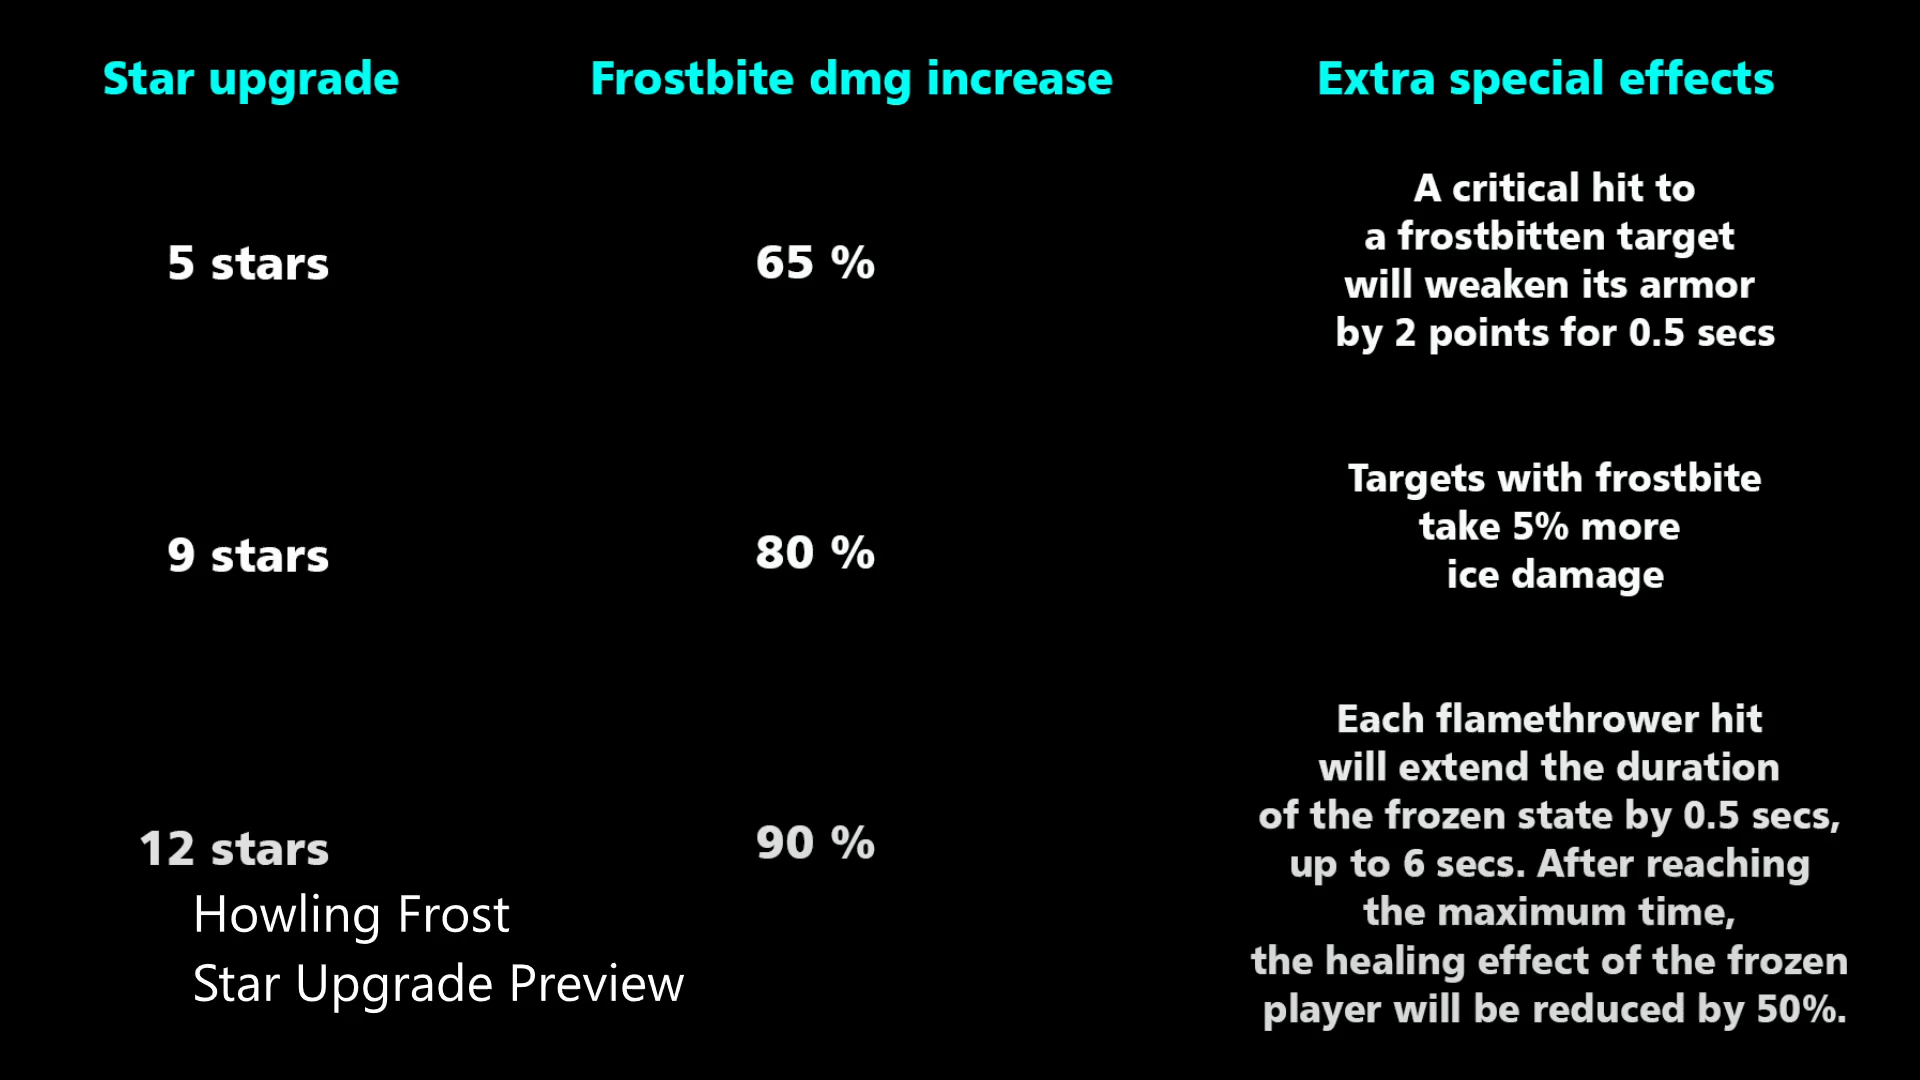 Star upgrade
Frostbite dmg increase
Extra special effects
5 stars
65 %
A critical hit to
a frostbitten target
will weaken its armor
by 2 points for 0.5 secs
9 stars
80 %
Targets with frostbite
take 5% more
ice damage
12 stars
90 %
Each flamethrower hit
will extend the duration
of the frozen state by 0.5 secs,
up to 6 secs. After reaching
the maximum time,
the healing effect of the frozen
player will be reduced by 50%.
Howling Frost
Star Upgrade Preview